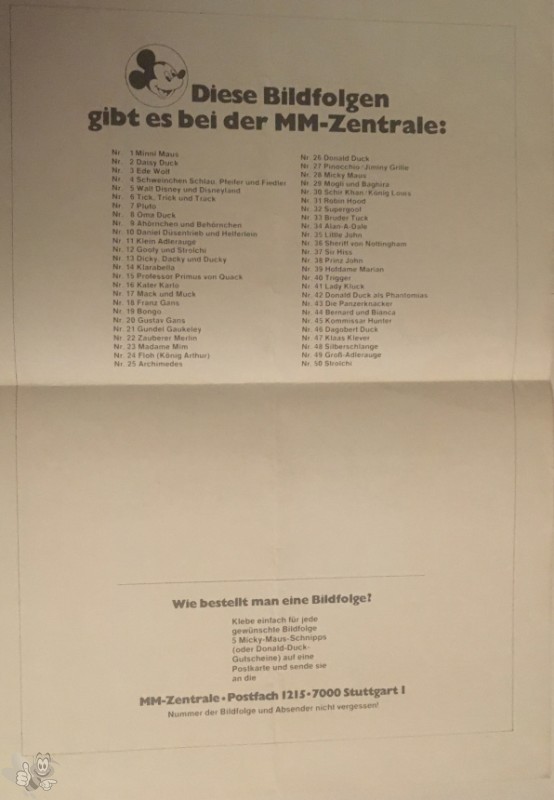 Diese Bildfolgen
gibt es bei der MM-Zentrale:
Nr. 1 Minni Maus
Nr. 2 Daisy Duck
Nr. 3 Ede Wolf
Nr. 4 Schweinchen Schlau, Pfeifer und Fiedler
Nr. 5 Walt Disney und Disneyland
Nr. 6 Tick, Trick und Track
Nr. 7 Pluto
Nr. 8 Oma Duck
Nr. 9 Ahörnchen und Behörnchen
Nr. 10 Daniel Düsentrieb und Helferlein
Nr. 11 Klein Adlerauge
Nr. 12 Goofy und Strolchi
Nr. 13 Dicky, Dacky und Ducky
Nr. 14 Klarabella
Nr. 15 Professor Primus von Quack
Nr. 16 Kater Karlo
Nr. 17 Mack und Muck
Nr. 18 Franz Gans
Nr. 19 Bongo
Nr. 20 Gustav Gans
Nr. 21 Gundel Gaukeley
Nr. 22 Zauberer Merlin
Nr. 23 Madame Mim
Nr. 24 Floh (König Arthur)
Nr. 25 Archimedes
Nr. 26 Donald Duck
Nr. 27 Pinocchio/Jiminy Grille
Nr. 28 Micky Maus
Nr. 29 Mogli und Baghira
Nr. 30 Schir Khan/König Louis
Nr. 31 Robin Hood
Nr. 32 Supergoof
Nr. 33 Bruder Tuck
Nr. 34 Alan-A-Dale
Nr. 35 Little John
Nr. 36 Sheriff von Nottingham
Nr. 37 Sir Hiss
Nr. 38 Prinz John
Nr. 39 Holdame Marian
Nr. 40 Trigger
Nr. 41 Lady Kluck
Nr. 42 Donald Duck als Phantomias
Nr. 43 Die Panzerknacker
Nr. 44 Bernard und Bianca
Nr. 45 Kommissar Hunter
Nr. 46 Dagobert Duck
Nr. 47 Klaas Klever
Nr. 48 Silberschlange
Nr. 49 Groß-Adlerauge
Nr. 50 Strolchi
Wie bestellt man eine Bildfolge?
Klebe einfach für jede
gewünschte Bildfolge
5 Micky-Maus-Schnipps
(oder Donald-Duck-
Gutscheine) auf eine
Postkarte und sende sie
an die
MM-Zentrale • Postfach 1215 • 7000 Stuttgart 1
Nummer der Bildfolge und Absender nicht vergessen!